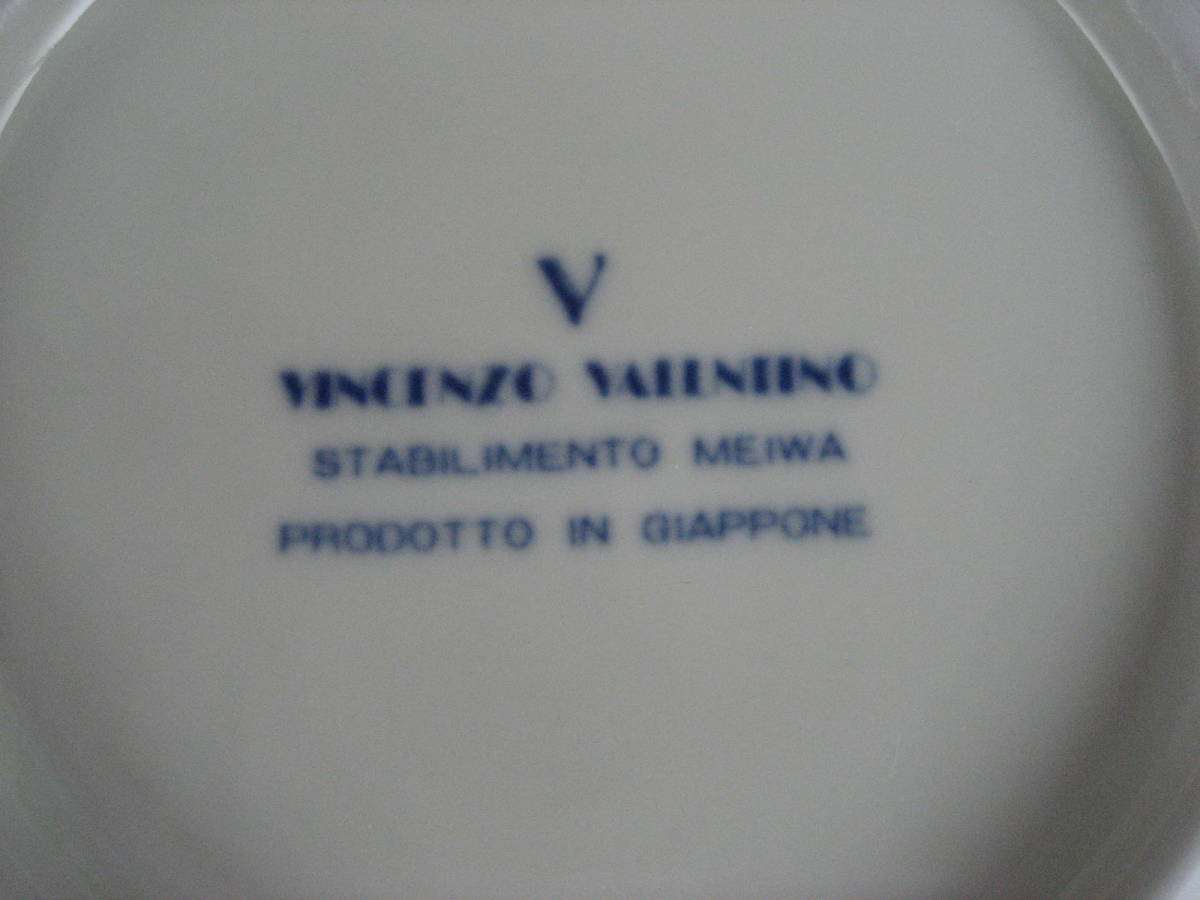 V
VINCENZO VALENTINO
STABILIMENTO MEIWA
PRODOTTO IN GIAPPONE